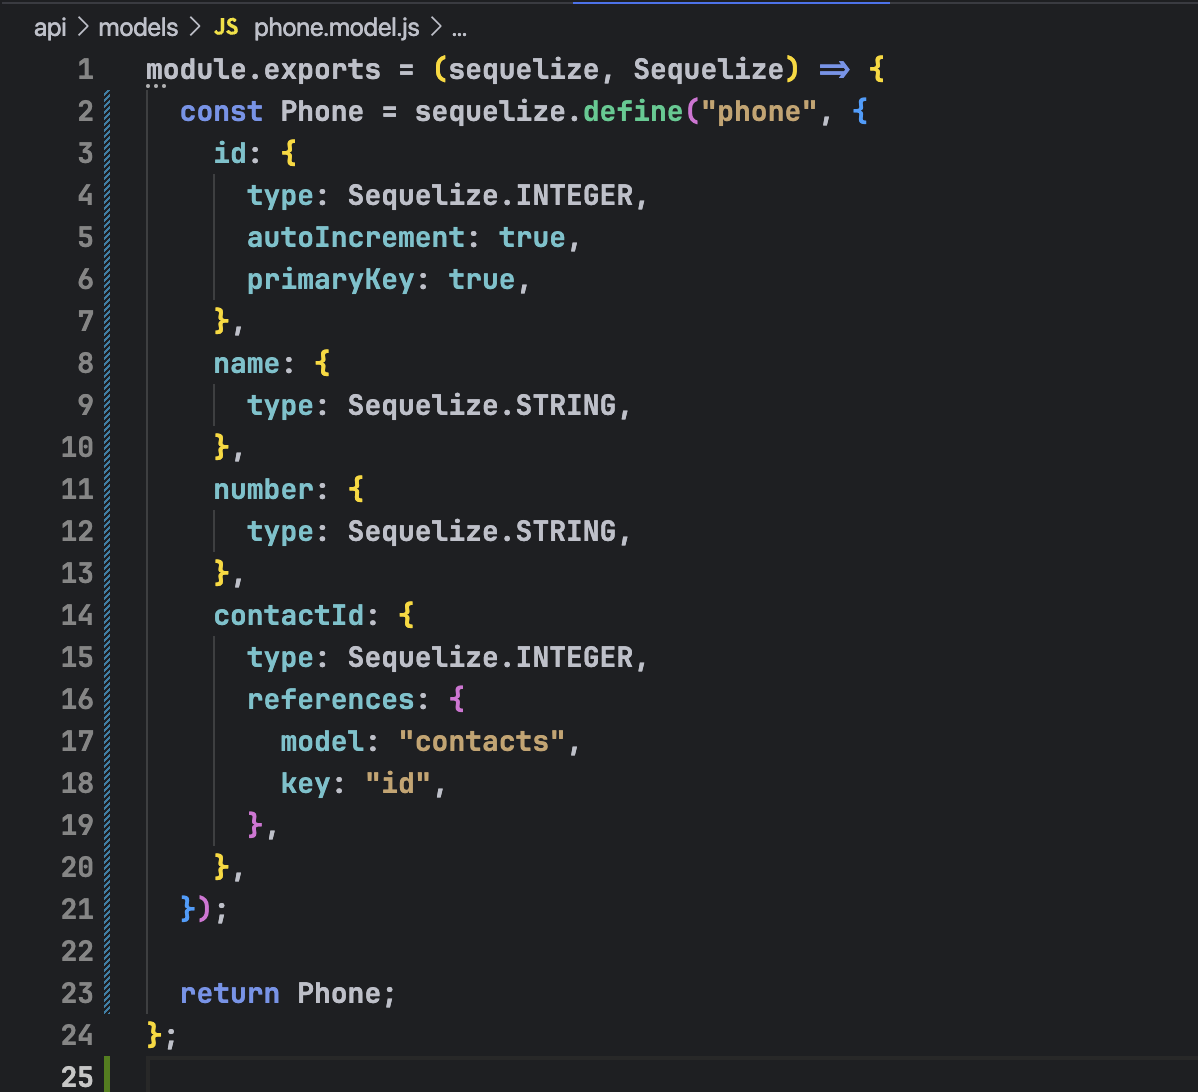 api > models > JS phone.model.js > ...
1 module.exports = (sequelize, Sequelize) => {
2   const Phone = sequelize.define("phone", {
3     id: {
4       type: Sequelize.INTEGER,
5       autoIncrement: true,
6       primaryKey: true,
7     },
8     name: {
9       type: Sequelize.STRING,
10     },
11     number: {
12       type: Sequelize.STRING,
13     },
14     contactId: {
15       type: Sequelize.INTEGER,
16       references: {
17         model: "contacts",
18         key: "id",
19       },
20     },
21   });
22
23   return Phone;
24 };
25